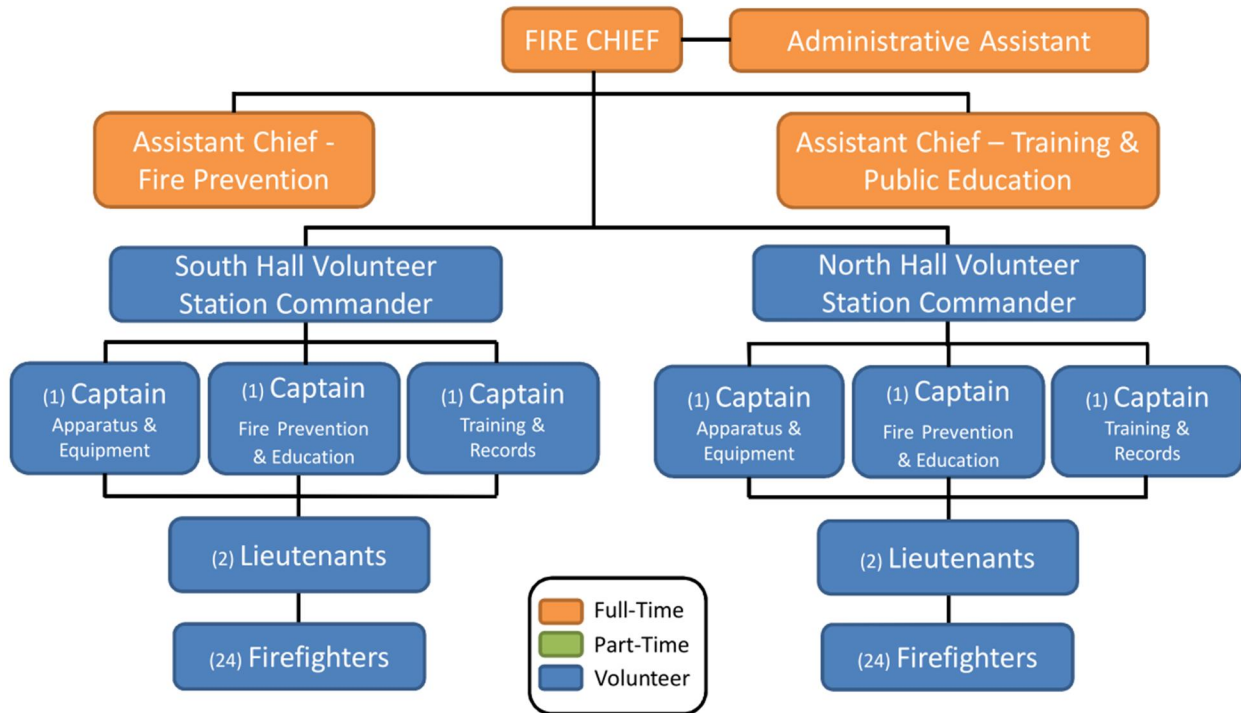 FIRE CHIEF
Administrative Assistant
Assistant Chief -
Fire Prevention
Assistant Chief – Training &
Public Education
South Hall Volunteer
Station Commander
North Hall Volunteer
Station Commander
(1) Captain
Apparatus &
Equipment
(1) Captain
Fire Prevention
& Education
(1) Captain
Training &
Records
(1) Captain
Apparatus &
Equipment
(1) Captain
Fire Prevention
& Education
(1) Captain
Training &
Records
(2) Lieutenants
(2) Lieutenants
(24) Firefighters
(24) Firefighters
Full-Time
Part-Time
Volunteer